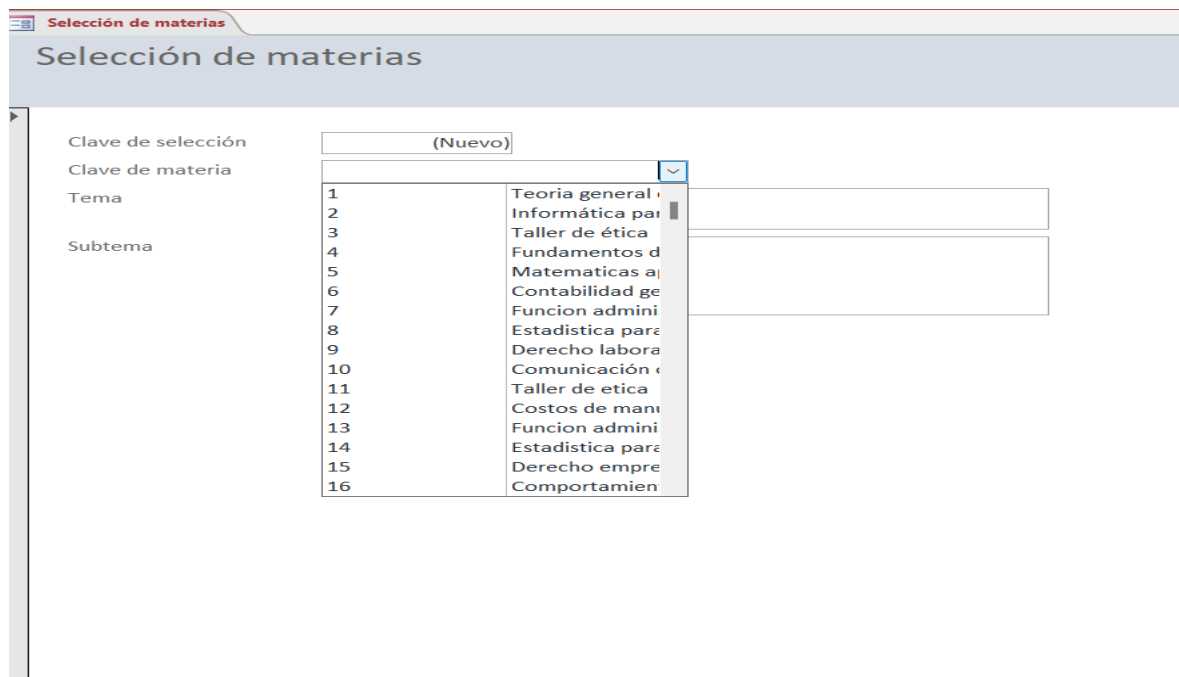 Selección de materias
Selección de materias
Clave de selección (Nuevo)
Clave de materia
Tema
Subtema
1 Teoria general
2 Informática par
3 Taller de ética
4 Fundamentos d
5 Matematicas a
6 Contabilidad ge
7 Funcion admini
8 Estadistica para
9 Derecho labora
10 Comunicación
11 Taller de etica
12 Costos de manu
13 Funcion admini
14 Estadistica para
15 Derecho empre
16 Comportamien